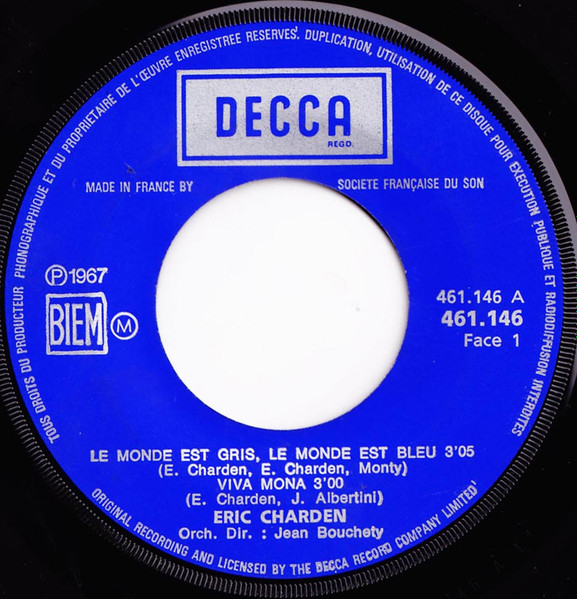 TOUS DROITS DU PRODUCTEUR PHONOGRAPHIQUE ET DU PROPRIETAIRE DE L'ŒUVRE ENREGISTREE RESERVES. DUPLICATION, UTILISATION DE CE DISQUE POUR EXECUTION PUBLIQUE ET RADIODIFFUSION INTERDITES
DECCA
REGD.
MADE IN FRANCE BY SOCIETE FRANÇAISE DU SON
Ⓟ1967
BIEM Ⓜ
461.146 A
461.146
Face 1
LE MONDE EST GRIS, LE MONDE EST BLEU 3'05
(E. Charden, E. Charden, Monty)
VIVA MONA 3'00
(E. Charden, J. Albertini)
ERIC CHARDEN
Orch. Dir. : Jean Bouchety
ORIGINAL RECORDING AND LICENSED BY THE DECCA RECORD COMPANY LIMITED'